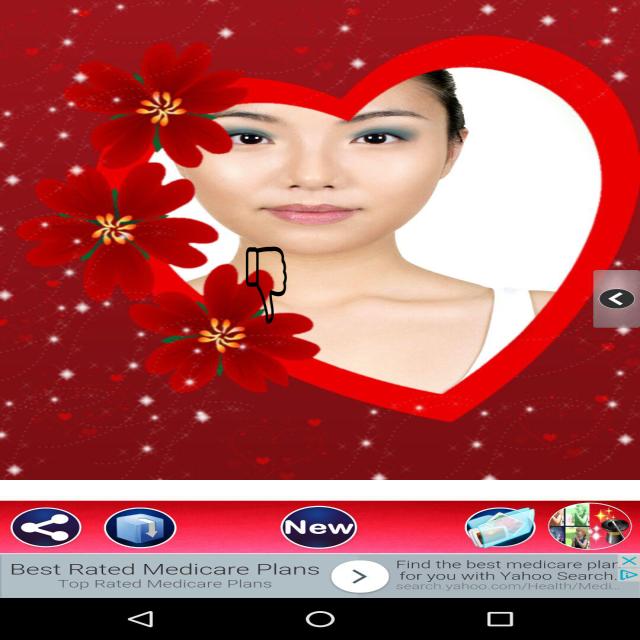 New
Best Rated Medicare Plans
Top Rated Medicare Plans
Find the best medicare plan
for you with Yahoo Search.
search.yahoo.com/Health/Medi...